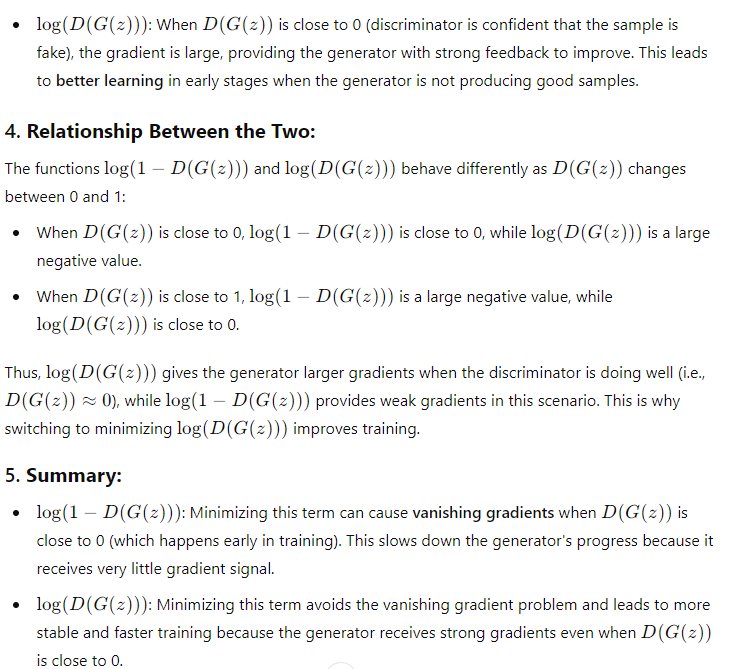 • log(D(G(z))): When D(G(z)) is close to 0 (discriminator is confident that the sample is
fake), the gradient is large, providing the generator with strong feedback to improve. This leads
to better learning in early stages when the generator is not producing good samples.
4. Relationship Between the Two:
The functions log(1 − D(G(z))) and log(D(G(z))) behave differently as D(G(z)) changes
between 0 and 1:
• When D(G(z)) is close to 0, log(1 − D(G(z))) is close to 0, while log(D(G(z))) is a large
negative value.
• When D(G(z)) is close to 1, log(1 − D(G(z))) is a large negative value, while
log(D(G(z))) is close to 0.
Thus, log(D(G(z))) gives the generator larger gradients when the discriminator is doing well (i.e.,
D(G(z)) ≈ 0), while log(1 − D(G(z))) provides weak gradients in this scenario. This is why
switching to minimizing log(D(G(z))) improves training.
5. Summary:
• log(1 − D(G(z))): Minimizing this term can cause vanishing gradients when D(G(z)) is
close to 0 (which happens early in training). This slows down the generator's progress because it
receives very little gradient signal.
• log(D(G(z))): Minimizing this term avoids the vanishing gradient problem and leads to more
stable and faster training because the generator receives strong gradients even when D(G(z))
is close to 0.